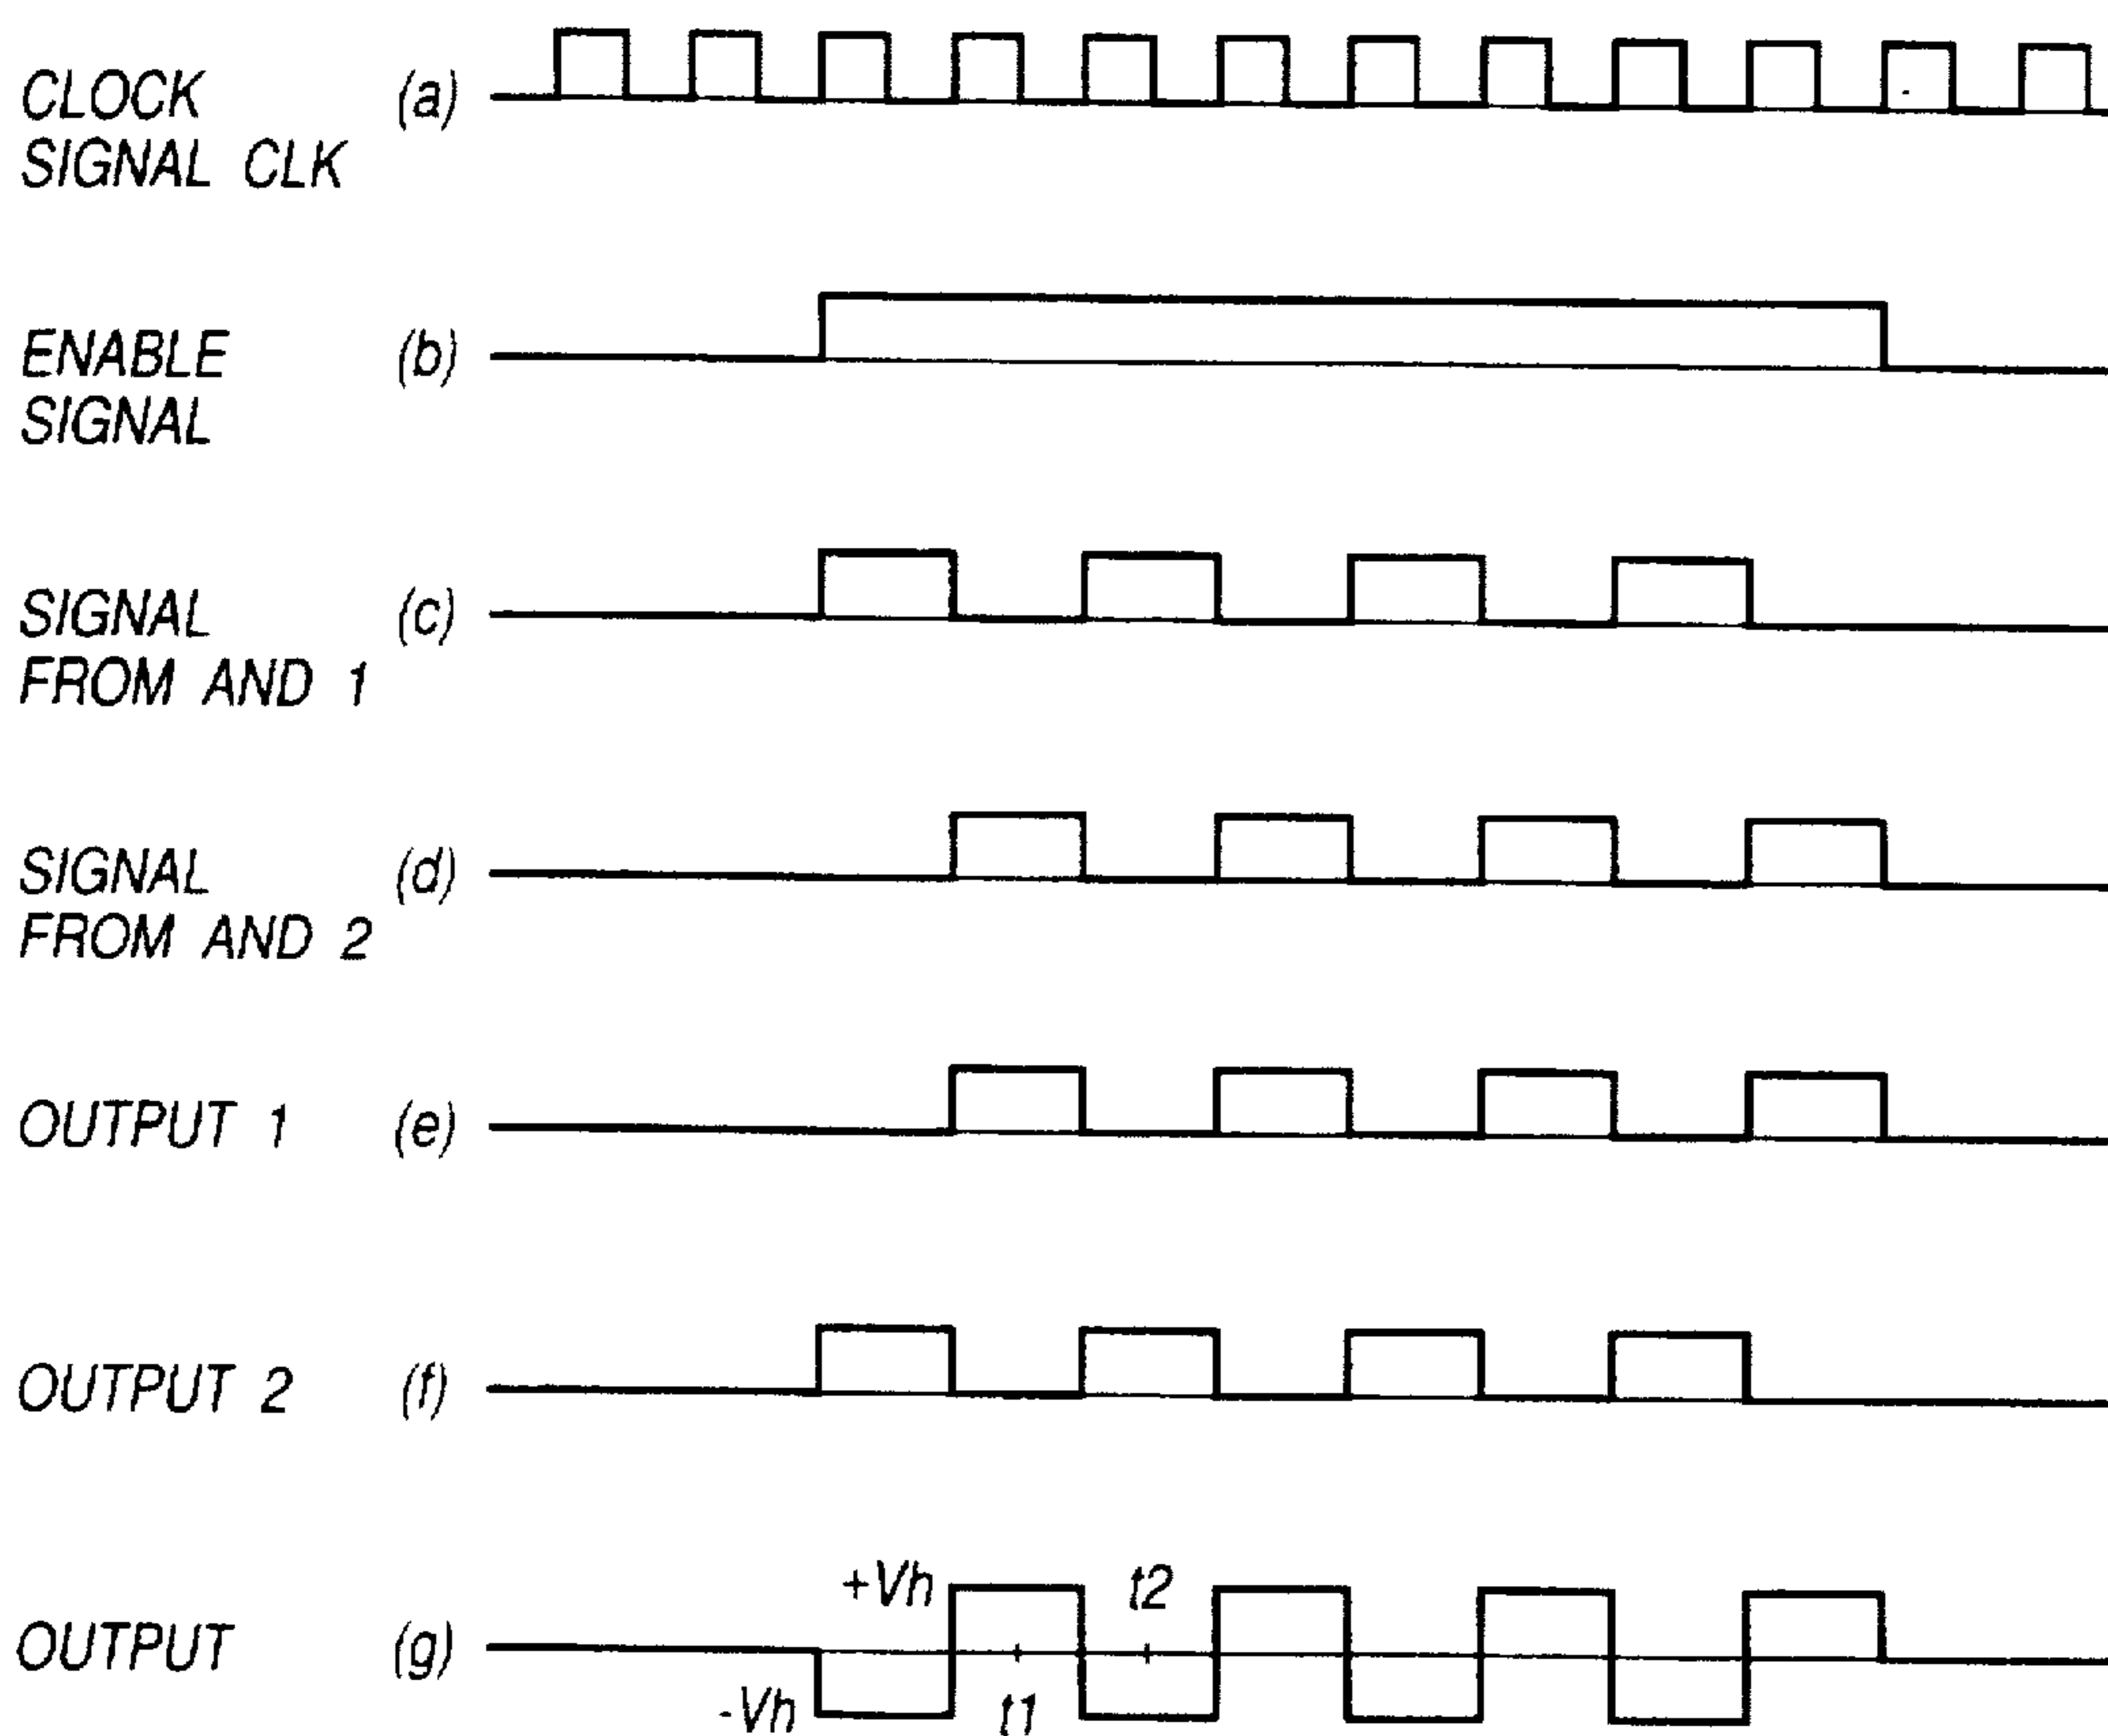 CLOCK (a)
SIGNAL CLK
ENABLE (b)
SIGNAL
SIGNAL (c)
FROM AND 1
SIGNAL (d)
FROM AND 2
OUTPUT 1 (e)
OUTPUT 2 (f)
+Vh t2
OUTPUT (g)
-Vh t1